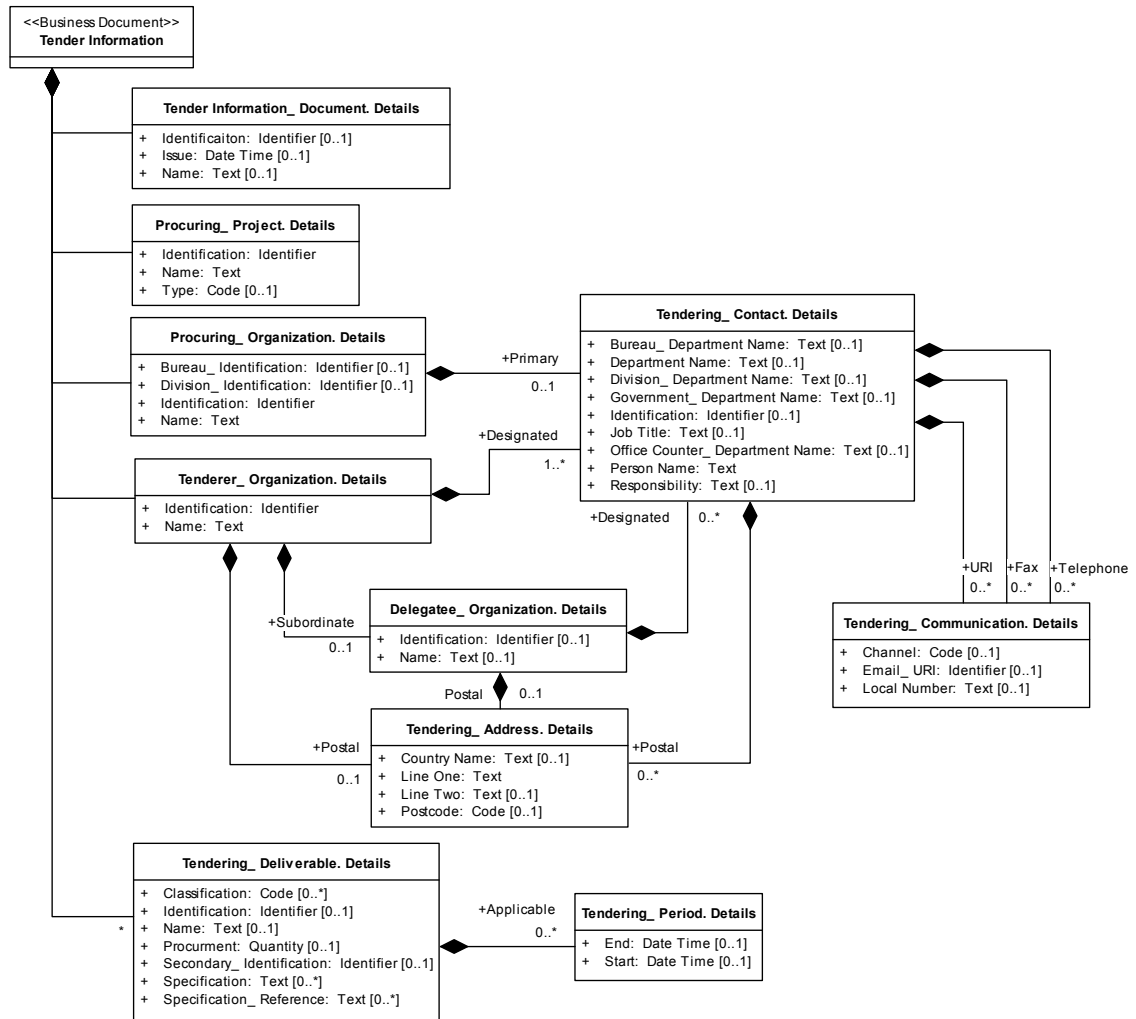 <<Business Document>>
Tender Information
Tender Information_ Document. Details
+ Identificaiton: Identifier [0..1]
+ Issue: Date Time [0..1]
+ Name: Text [0..1]
Procuring_ Project. Details
+ Identification: Identifier
+ Name: Text
+ Type: Code [0..1]
Procuring_ Organization. Details
+ Bureau_ Identification: Identifier [0..1]
+ Division_ Identification: Identifier [0..1]
+ Identification: Identifier
+ Name: Text
+Primary
0..1
Tendering_ Contact. Details
+ Bureau_ Department Name: Text [0..1]
+ Department Name: Text [0..1]
+ Division_ Department Name: Text [0..1]
+ Government_ Department Name: Text [0..1]
+ Identification: Identifier [0..1]
+ Job Title: Text [0..1]
+ Office Counter_ Department Name: Text [0..1]
+ Person Name: Text
+ Responsibility: Text [0..1]
+Designated
1..*
Tenderer_ Organization. Details
+ Identification: Identifier
+ Name: Text
+Designated
0..*
+URI
0..*
+Fax
0..*
+Telephone
0..*
Tendering_ Communication. Details
+ Channel: Code [0..1]
+ Email_ URI: Identifier [0..1]
+ Local Number: Text [0..1]
+Subordinate
0..1
Delegatee_ Organization. Details
+ Identification: Identifier [0..1]
+ Name: Text [0..1]
Postal
0..1
Tendering_ Address. Details
+ Country Name: Text [0..1]
+ Line One: Text
+ Line Two: Text [0..1]
+ Postcode: Code [0..1]
+Postal
0..1
+Postal
0..*
Tendering_ Deliverable. Details
+ Classification: Code [0..*]
+ Identification: Identifier [0..1]
+ Name: Text [0..1]
+ Procurment: Quantity [0..1]
+ Secondary_ Identification: Identifier [0..1]
+ Specification: Text [0..*]
+ Specification_ Reference: Text [0..*]
*
+Applicable
0..*
Tendering_ Period. Details
+ End: Date Time [0..1]
+ Start: Date Time [0..1]